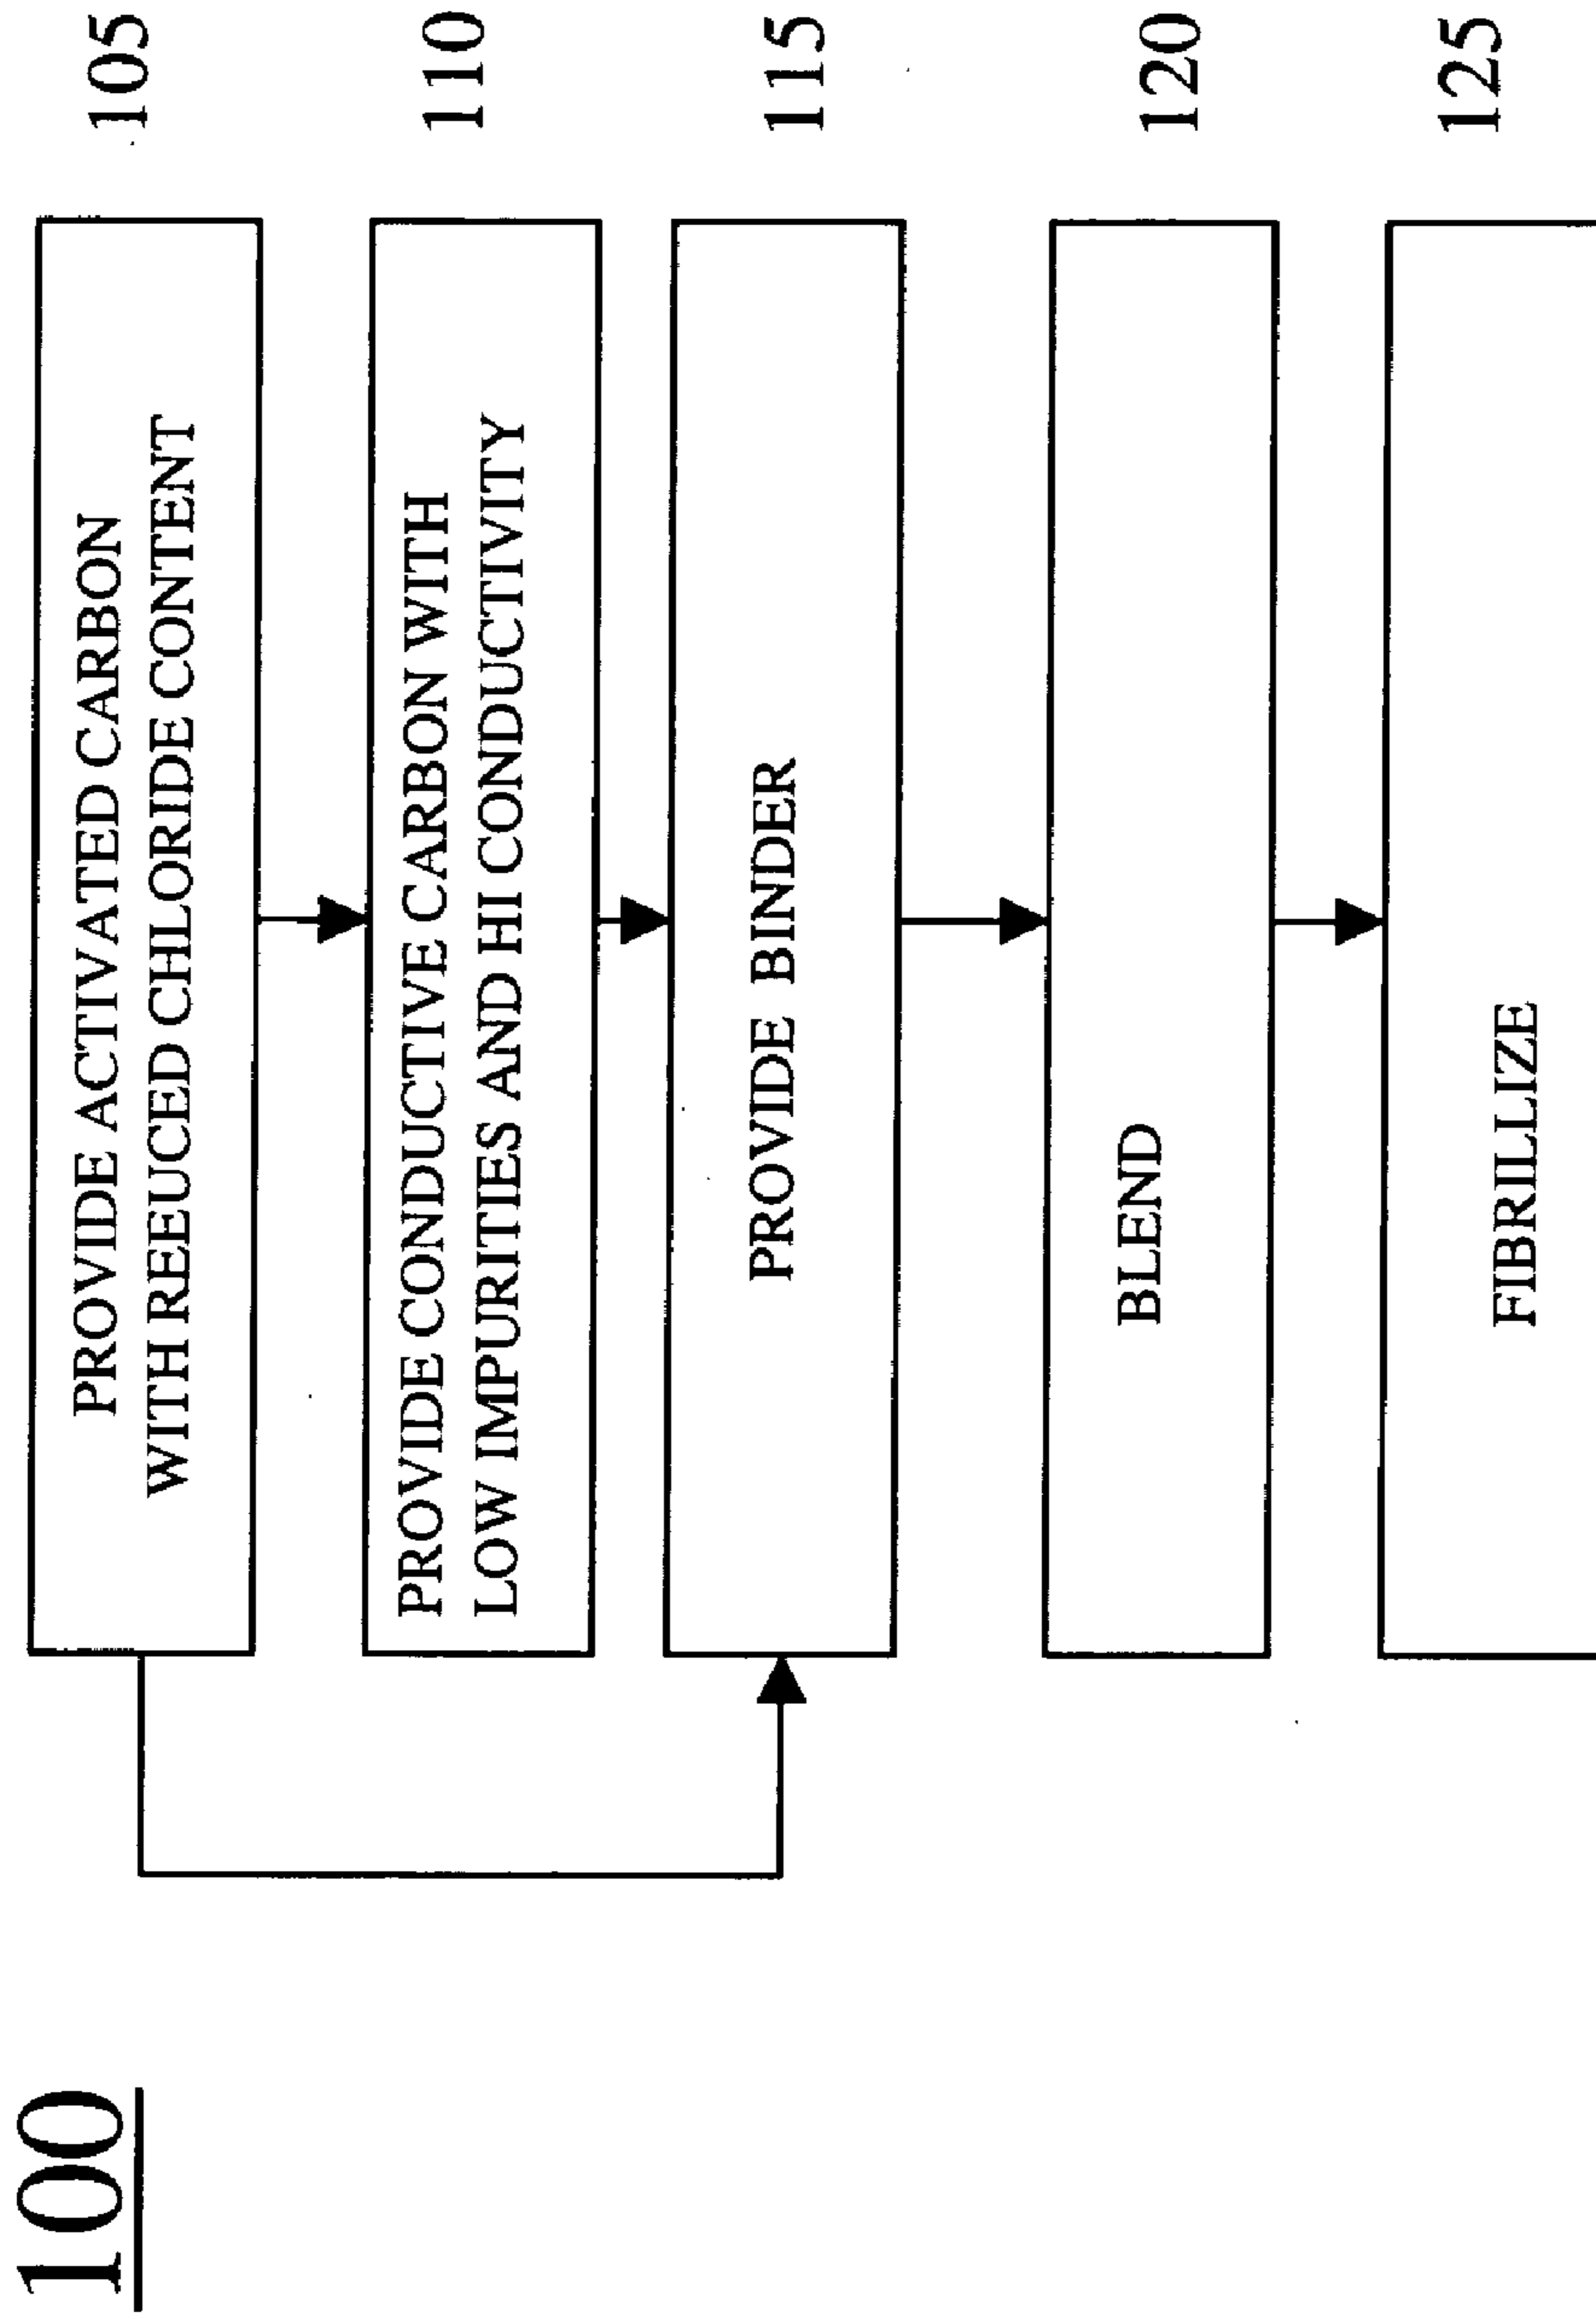 100
PROVIDE ACTIVATED CARBON
WITH REEUCED CHLORIDE CONTENT
105
PROVIDE CONDUCTIVE CARBON WITH
LOW IMPURITIES AND HI CONDUCTIVITY
110
PROVIDE BINDER
115
BLEND
120
FIBRILLIZE
125